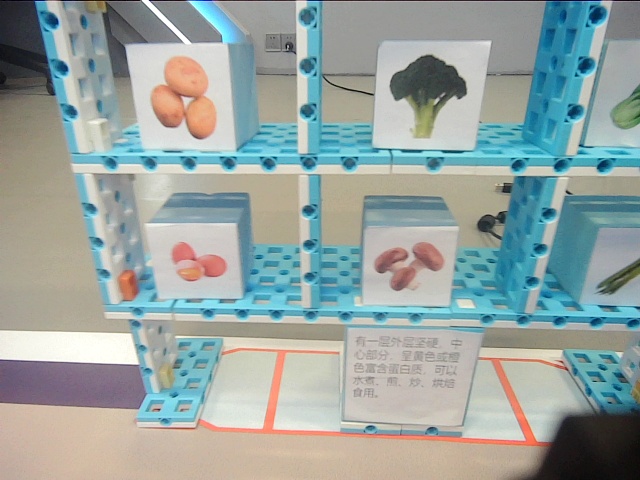 有一层外层坚硬，中
心部分，呈黄色或橙
色富含蛋白质，可以
水煮、煎、炒、烘焙
食用。